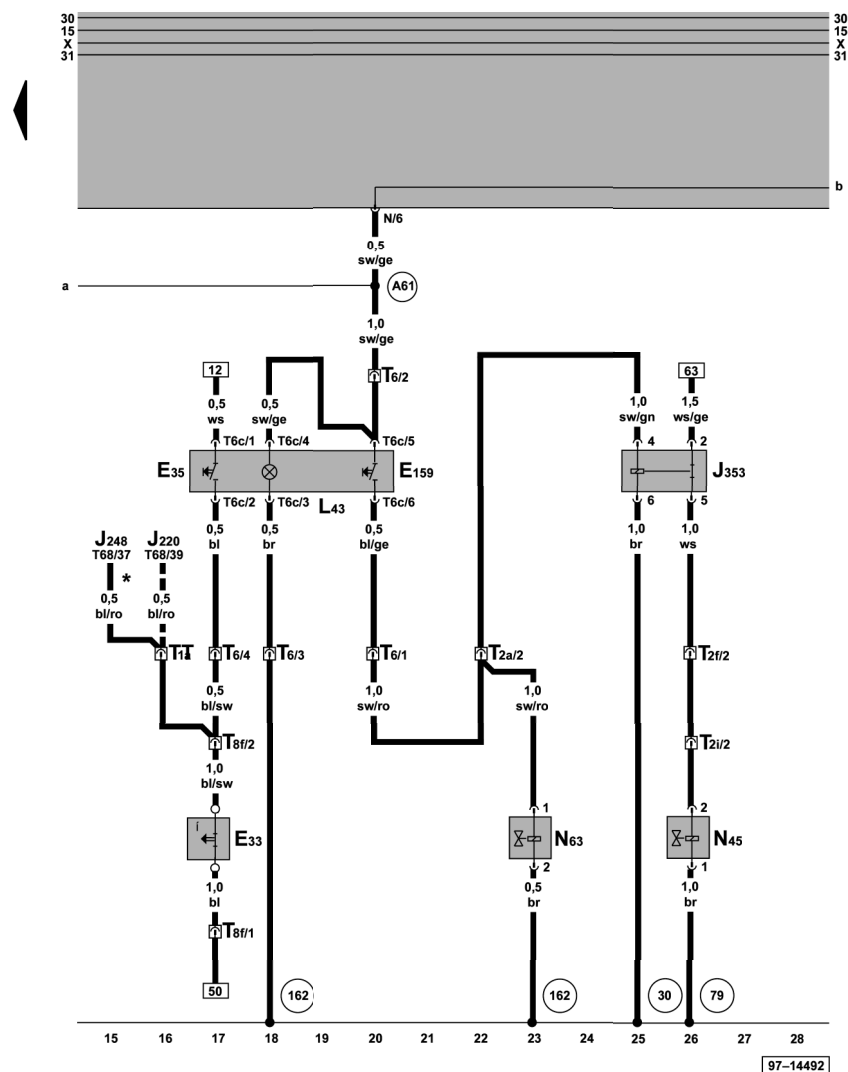 30 30
15 15
X X
31 31
b
N/6
0,5
sw/ge
a
A61
1,0
sw/ge
12
T6/2
63
0,5
ws
0,5
sw/ge
1,0
sw/gn
1,5
ws/ge
T6c/1 T6c/4 T6c/5 4 2
E35 E159 J353
T6c/2 T6c/3 L43 T6c/6 6 5
J248 J220
T68/37 T68/39
*
0,5
bl
0,5
br
0,5
bl/ge
1,0
br
1,0
ws
0,5
bl/ro
0,5
bl/ro
T1a T6/4 T6/3 T6/1 T2a/2 T2f/2
0,5
bl/sw
1,0
sw/ro
1,0
sw/ro
T8f/2 T2i/2
1,0
bl/sw
1 2
í
E33 N63 N45
2 1
1,0
bl
0,5
br
1,0
br
T8f/1
50
162 162 30 79
15 16 17 18 19 20 21 22 23 24 25 26 27 28
97–14492